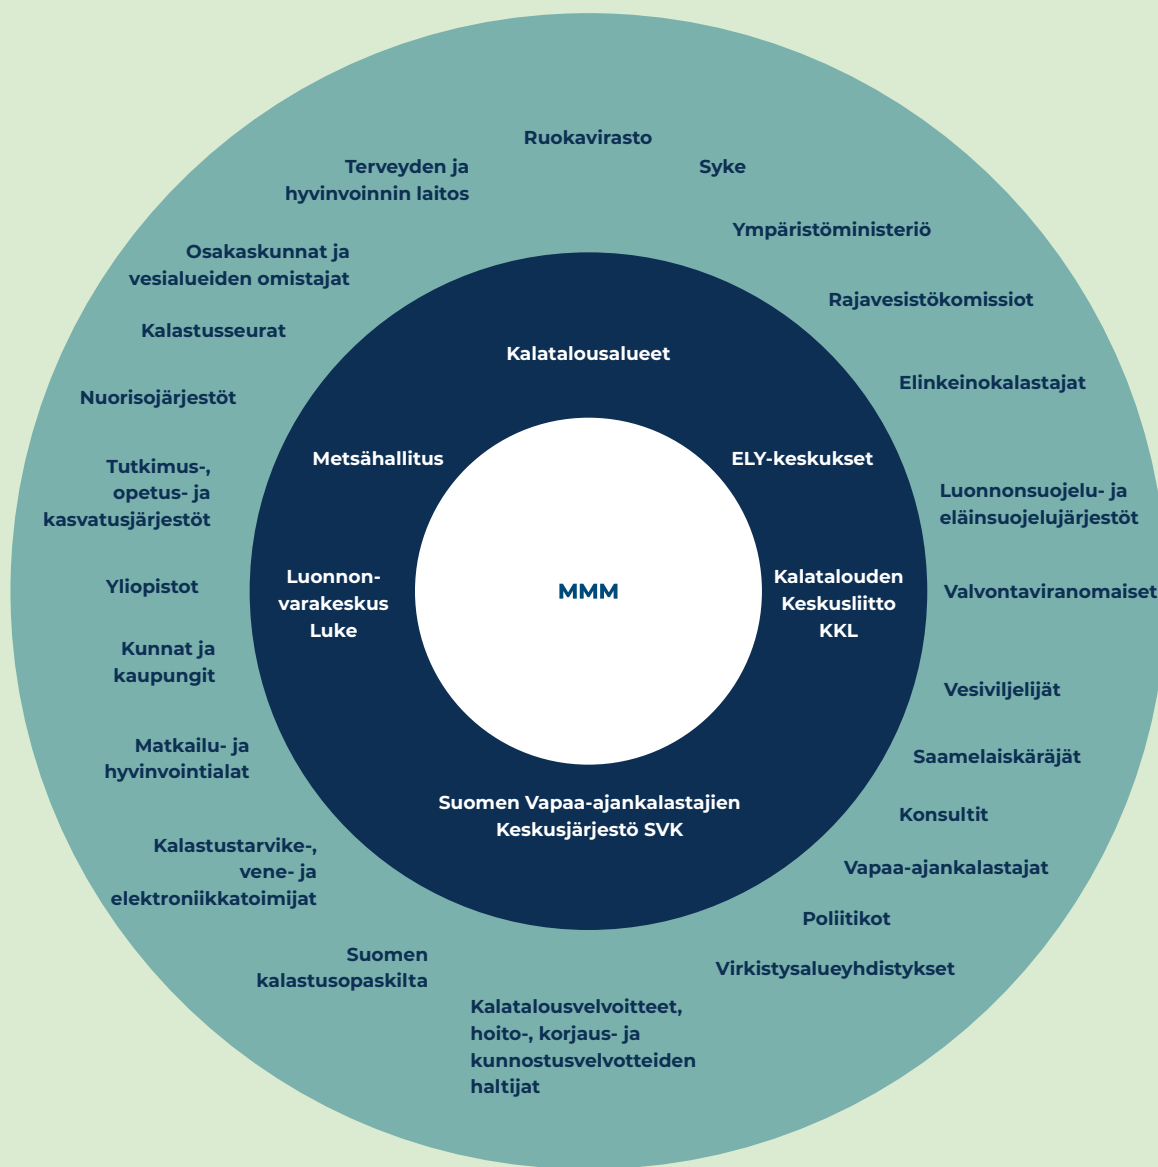 Ruokavirasto
Syke
Ympäristöministeriö
Rajavesistökomissiot
Elinkeinokalastajat
Luonnonsuojelu- ja
eläinsuojelujärjestöt
Valvontaviranomaiset
Vesiviljelijät
Saamelaiskäräjät
Konsultit
Vapaa-ajankalastajat
Poliitikot
Virkistysalueyhdistykset
Kalatalousvelvoitteet,
hoito-, korjaus- ja
kunnostusvelvotteiden
haltijat
Suomen
kalastusopaskilta
Kalastustarvike-,
vene- ja
elektroniikkatoimijat
Matkailu- ja
hyvinvointialat
Kunnat ja
kaupungit
Yliopistot
Tutkimus-,
opetus- ja
kasvatusjärjestöt
Nuorisojärjestöt
Kalastusseurat
Osakaskunnat ja
vesialueiden omistajat
Terveyden ja
hyvinvoinnin laitos
Kalatalousalueet
ELY-keskukset
Kalatalouden
Keskusliitto
KKL
Suomen Vapaa-ajankalastajien
Keskusjärjestö SVK
Luonnon-
varakeskus
Luke
Metsähallitus
MMM